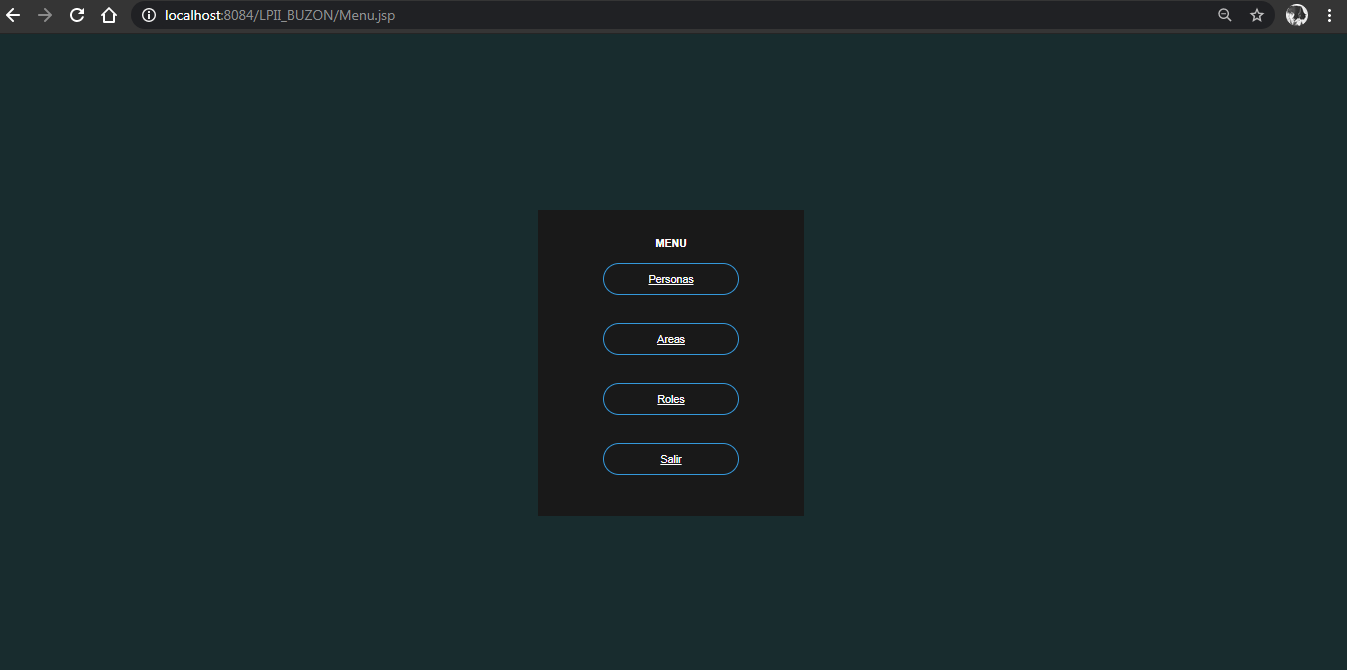 localhost:8084/LPII_BUZON/Menu.jsp
MENU
Personas
Areas
Roles
Salir